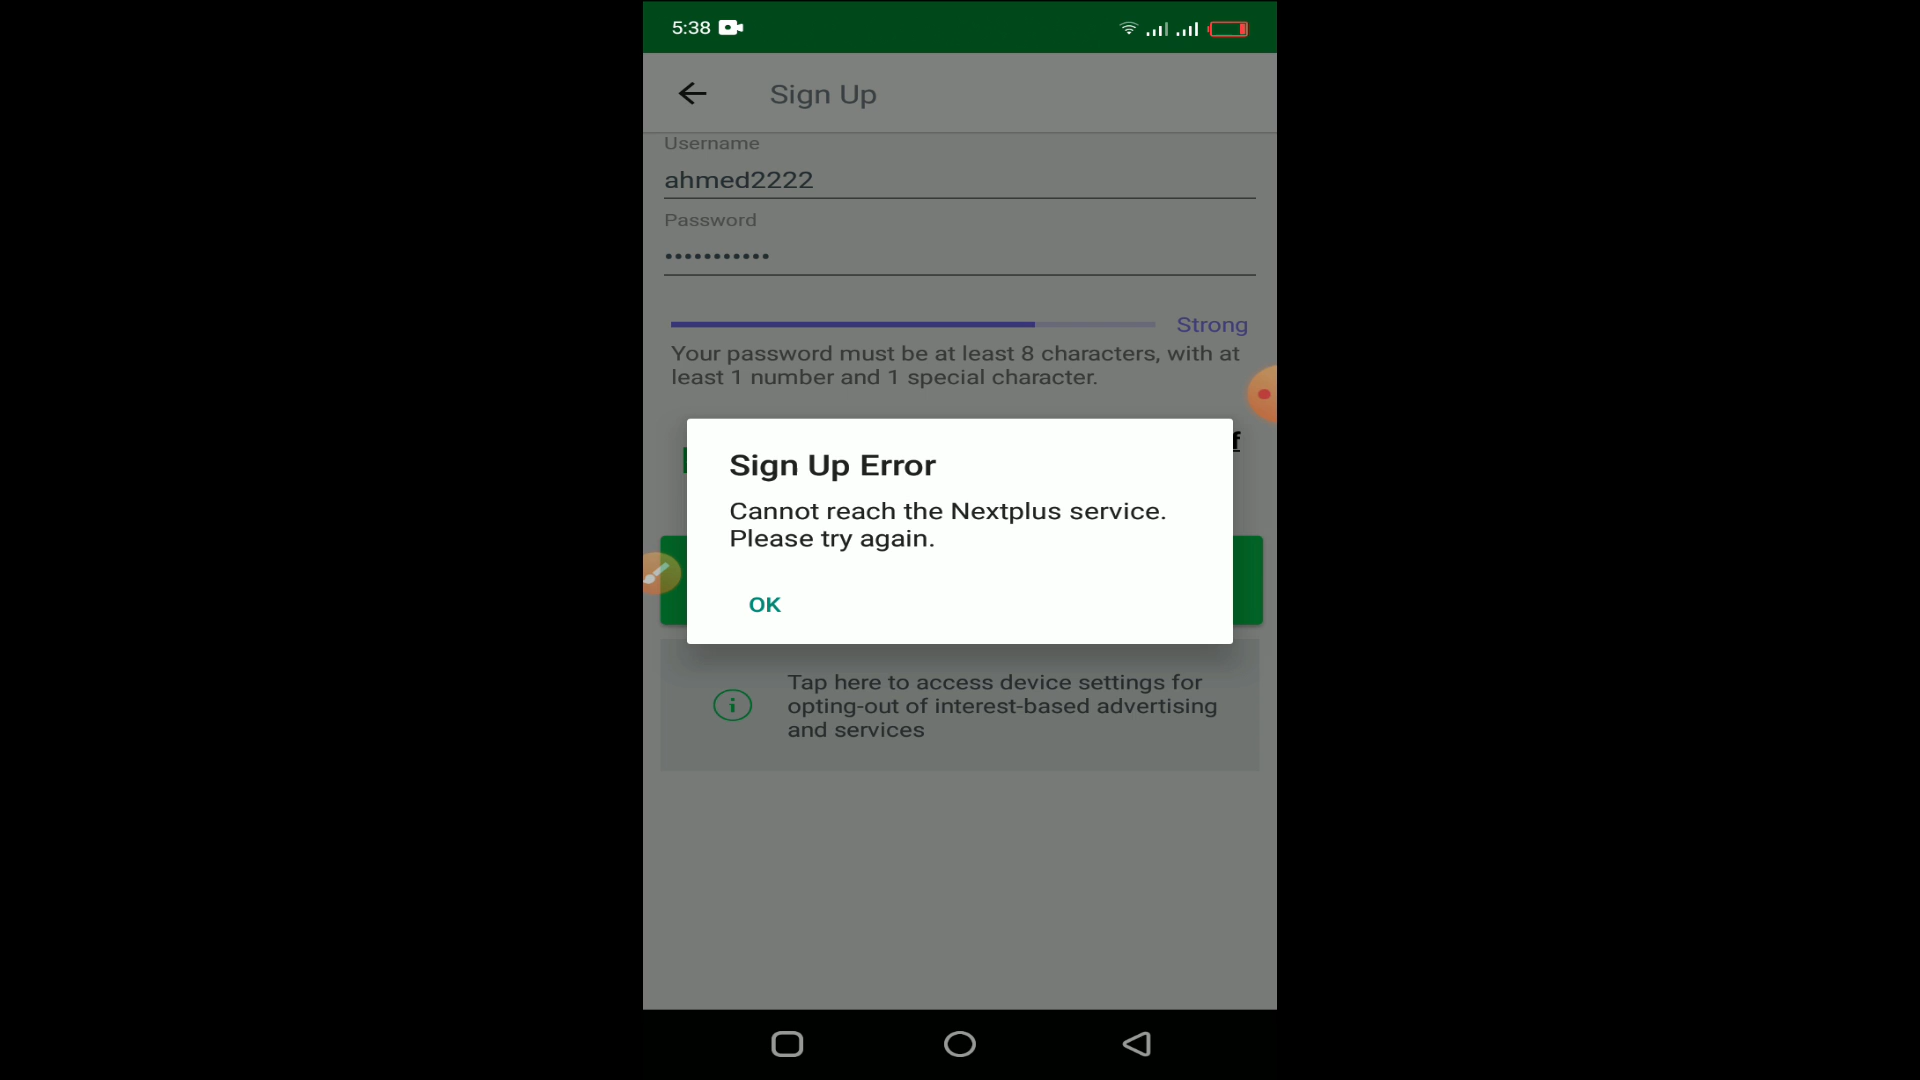 5:38
Sign Up
Username
ahmed2222
Password
•••••••••••
Strong
Your password must be at least 8 characters, with at
least 1 number and 1 special character.
f
Sign Up Error
Cannot reach the Nextplus service.
Please try again.
OK
Tap here to access device settings for
opting-out of interest-based advertising
and services